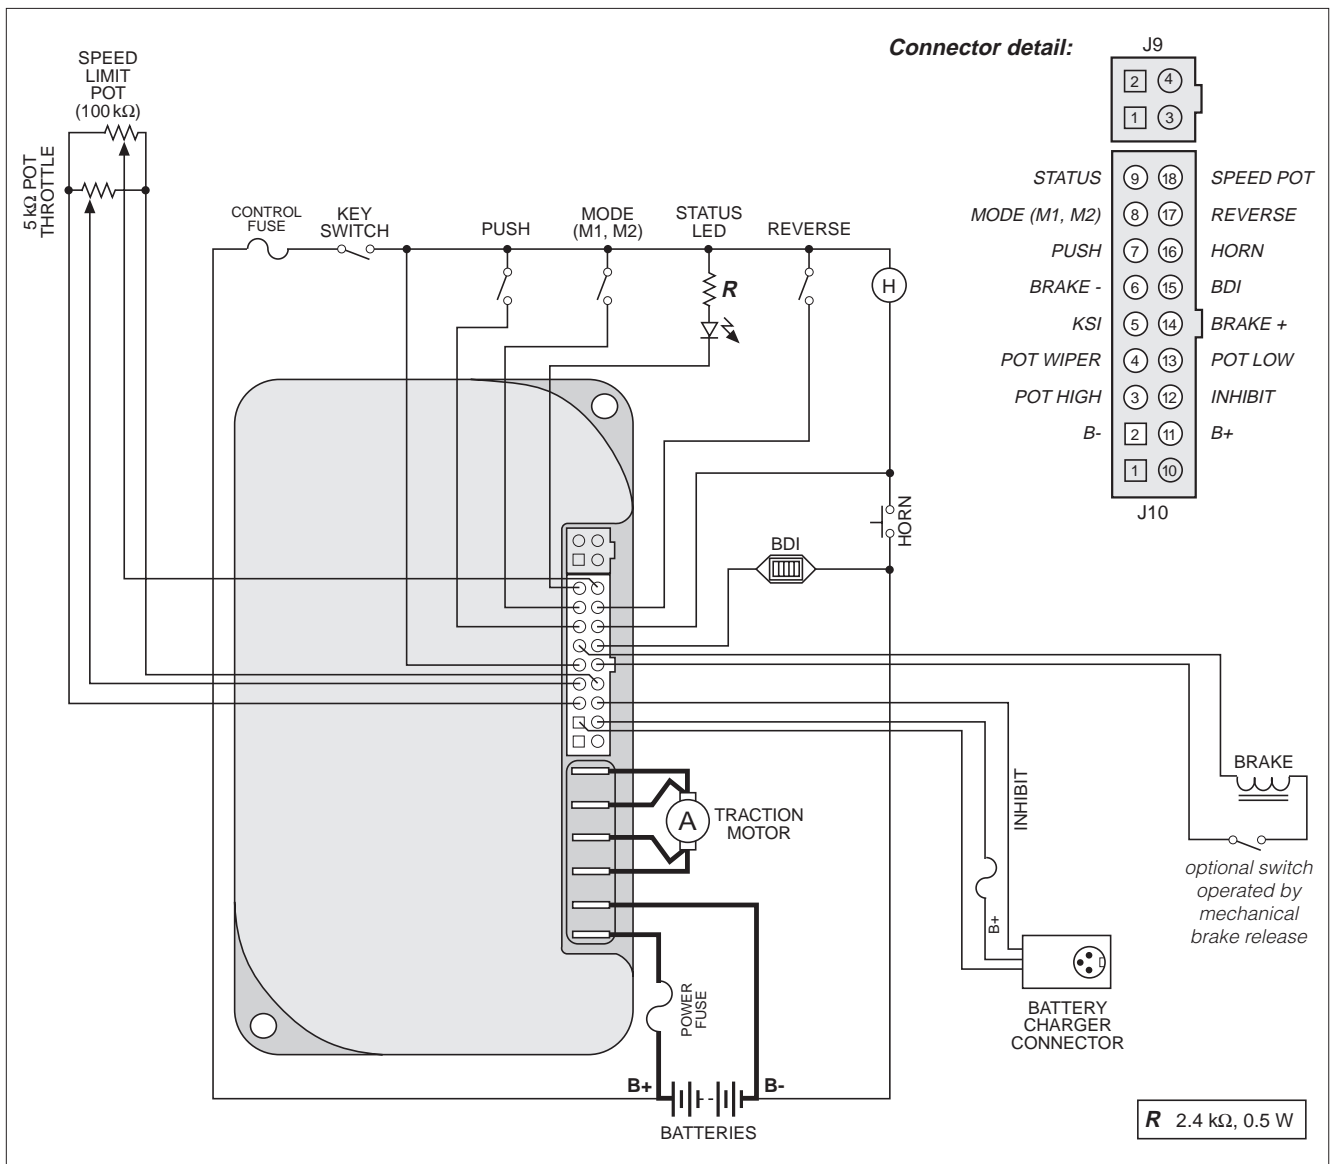 Connector detail:
J9
2 4
1 3
STATUS 9 18 SPEED POT
MODE (M1, M2) 8 17 REVERSE
PUSH 7 16 HORN
BRAKE - 6 15 BDI
KSI 5 14 BRAKE +
POT WIPER 4 13 POT LOW
POT HIGH 3 12 INHIBIT
B- 2 11 B+
1 10
J10
SPEED
LIMIT
POT
(100 kΩ)
5 kΩ POT
THROTTLE
CONTROL
FUSE
KEY
SWITCH
PUSH
MODE
(M1, M2)
STATUS
LED
REVERSE
R
H
HORN
BDI
BRAKE
optional switch
operated by
mechanical
brake release
INHIBIT
B+
A
TRACTION
MOTOR
POWER
FUSE
BATTERY
CHARGER
CONNECTOR
B+
B-
BATTERIES
R 2.4 kΩ, 0.5 W